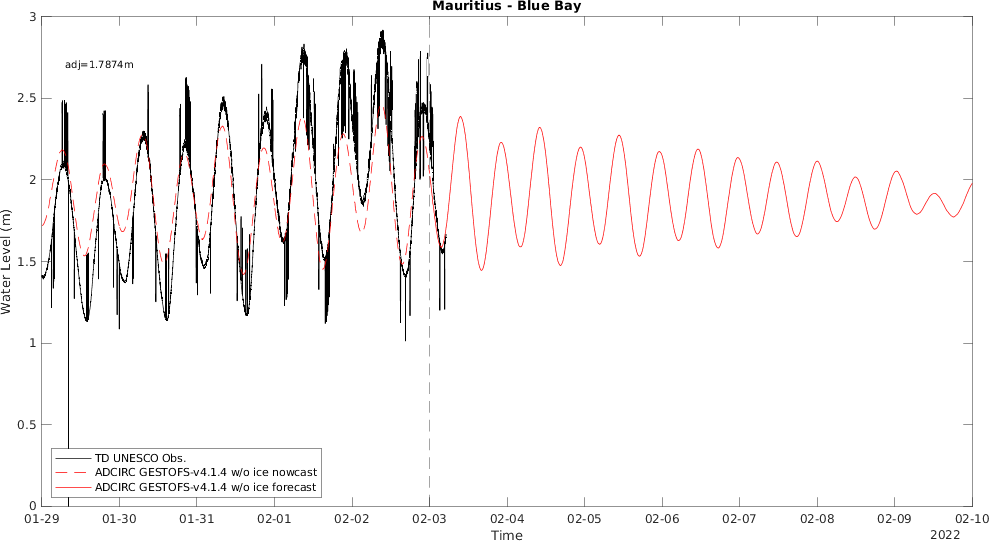 Mauritius - Blue Bay
adj=1.7874m
3
2.5
2
1.5
1
0.5
0
Water Level (m)
TD UNESCO Obs.
ADCIRC GESTOFS-v4.1.4 w/o ice nowcast
ADCIRC GESTOFS-v4.1.4 w/o ice forecast
01-29 01-30 01-31 02-01 02-02 02-03 02-04 02-05 02-06 02-07 02-08 02-09 02-10
Time
2022